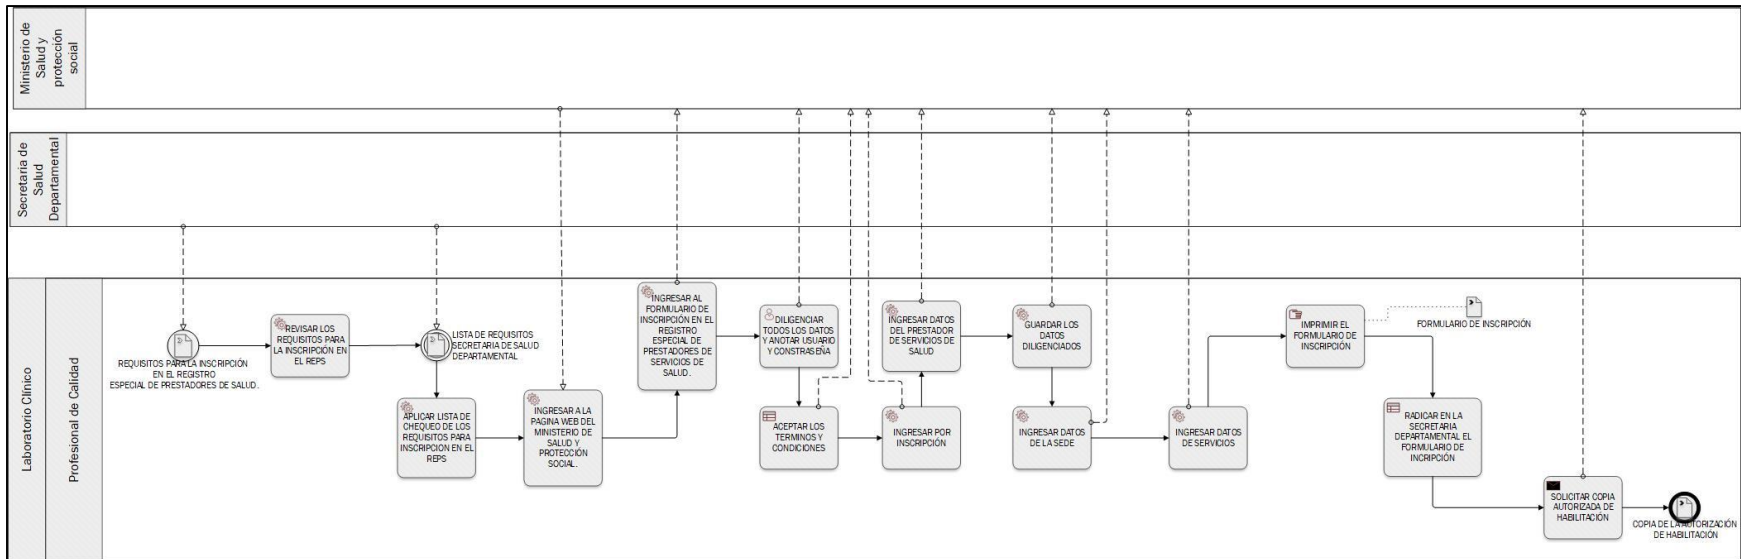 Ministerio de
Salud y
protección
social
Secretaria de
Salud
Departamental
Laboratorio Clínico
Profesional de Calidad
REQUISITOS PARA LA INSCRIPCIÓN
EN EL REGISTRO
ESPECIAL DE PRESTADORES DE SALUD.
REVISAR LOS
REQUISITOS PARA
LA INSCRIPCIÓN EN
EL REPS
LISTA DE REQUISITOS
SECRETARIA DE SALUD
DEPARTAMENTAL
APLICAR LISTA DE
CHEQUEO DE LOS
REQUISITOS PARA
INSCRIPCION EN EL
REPS
INGRESAR A LA
PAGINA WEB DEL
MINISTERIO DE
SALUD Y
PROTECCIÓN
SOCIAL.
INGRESAR AL
FORMULARIO DE
INSCRIPCIÓN EN EL
REGISTRO
ESPECIAL DE
PRESTADORES DE
SERVICIOS DE
SALUD.
DILIGENCIAR
TODOS LOS DATOS
Y ANOTAR USUARIO
Y CONSTRASEÑA
ACEPTAR LOS
TERMINOS Y
CONDICIONES
INGRESAR POR
INSCRIPCIÓN
INGRESAR DATOS
DEL PRESTADOR
DE SERVICIOS DE
SALUD
GUARDAR LOS
DATOS
DILIGENCIADOS
INGRESAR DATOS
DE LA SEDE
INGRESAR DATOS
DE SERVICIOS
IMPRIMIR EL
FORMULARIO DE
INSCRIPCIÓN
FORMULARIO DE INSCRIPCIÓN
RADICAR EN LA
SECRETARIA
DEPARTAMENTAL EL
FORMULARIO DE
INCRIPCIÓN
SOLICITAR COPIA
AUTORIZADA DE
HABILITACIÓN
COPIA DE LA AUTORIZACIÓN
DE HABILITACIÓN